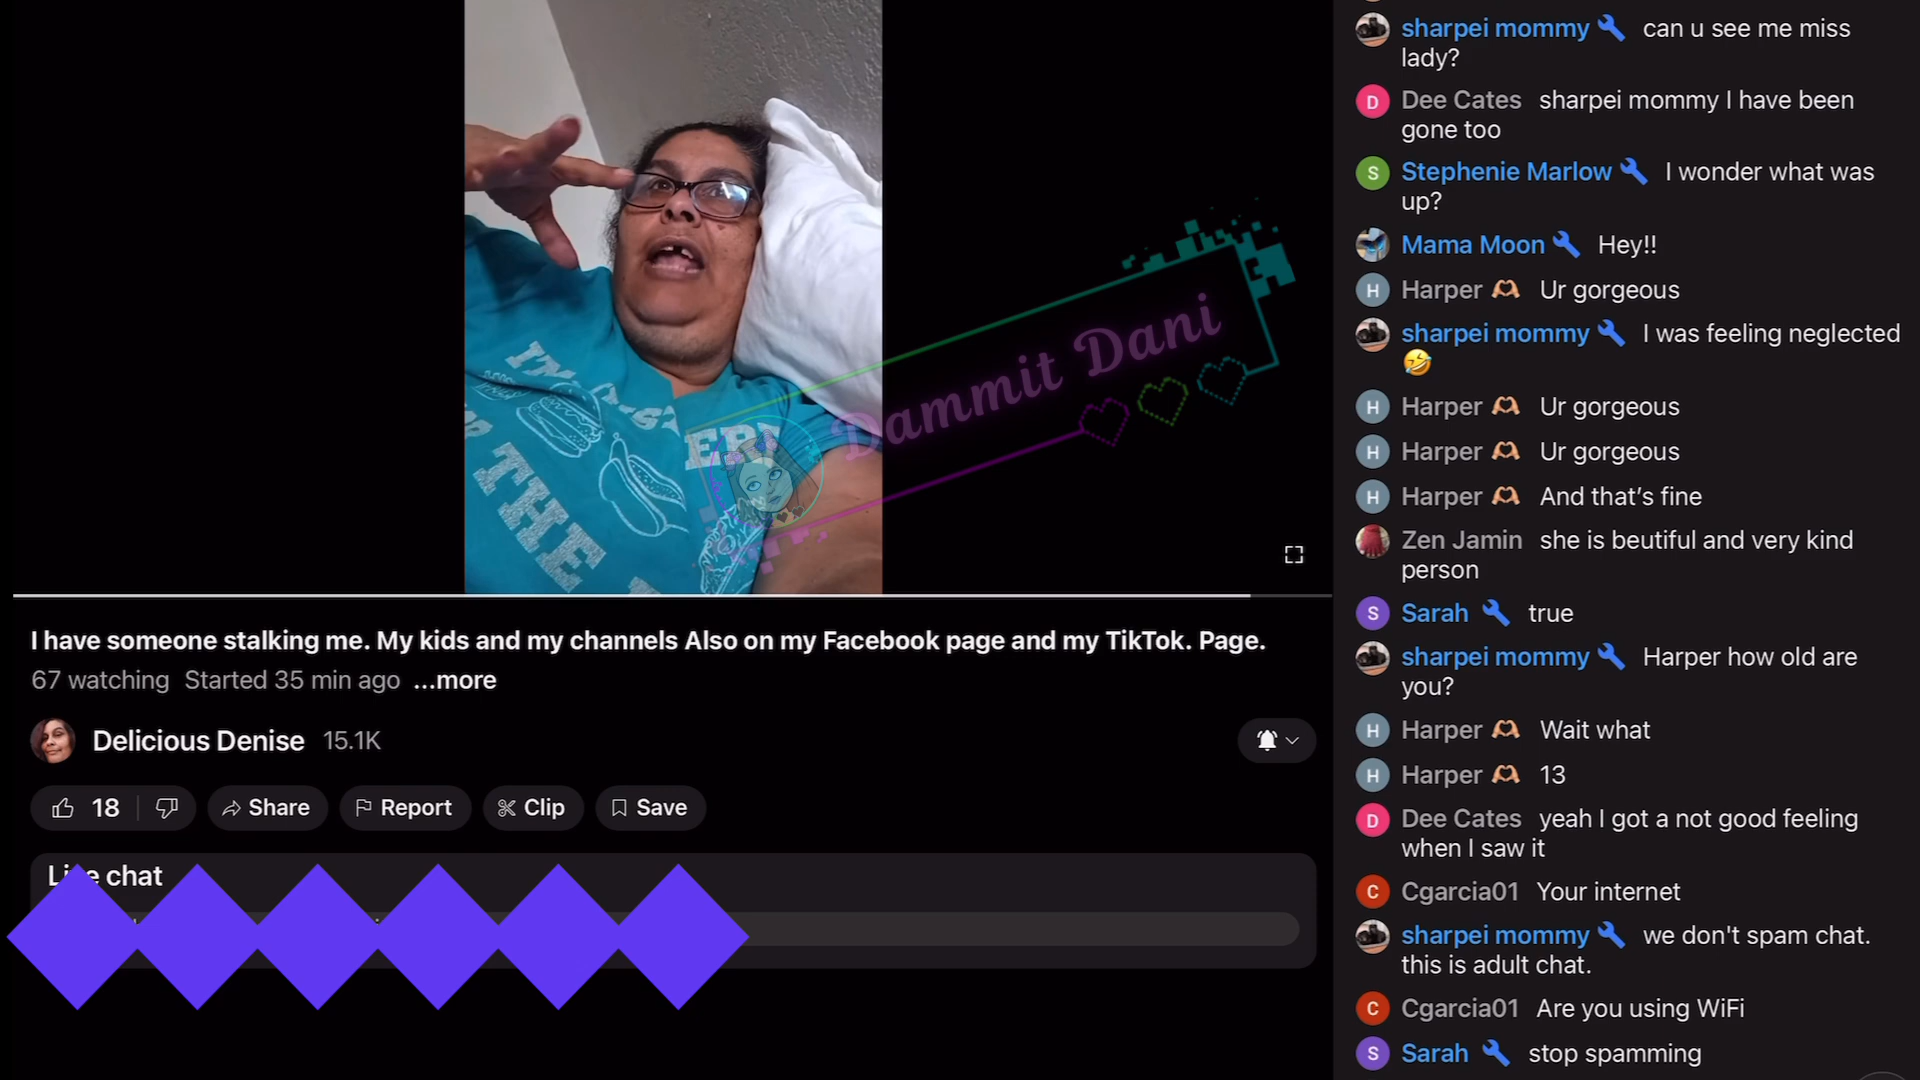 IN
ERN
THE
Dammit Dani
I have someone stalking me. My kids and my channels Also on my Facebook page and my TikTok. Page.
67 watching Started 35 min ago ...more
Delicious Denise 15.1K
18 Share Report Clip Save
chat
sharpei mommy can u see me miss
lady?
D Dee Cates sharpei mommy I have been
gone too
S Stephenie Marlow I wonder what was
up?
Mama Moon Hey!!
H Harper 🫶🏼 Ur gorgeous
sharpei mommy I was feeling neglected
🤣
H Harper 🫶🏼 Ur gorgeous
H Harper 🫶🏼 Ur gorgeous
H Harper 🫶🏼 And that’s fine
Zen Jamin she is beutiful and very kind
person
S Sarah true
sharpei mommy Harper how old are
you?
H Harper 🫶🏼 Wait what
H Harper 🫶🏼 13
D Dee Cates yeah I got a not good feeling
when I saw it
C Cgarcia01 Your internet
sharpei mommy we don't spam chat.
this is adult chat.
C Cgarcia01 Are you using WiFi
S Sarah stop spamming